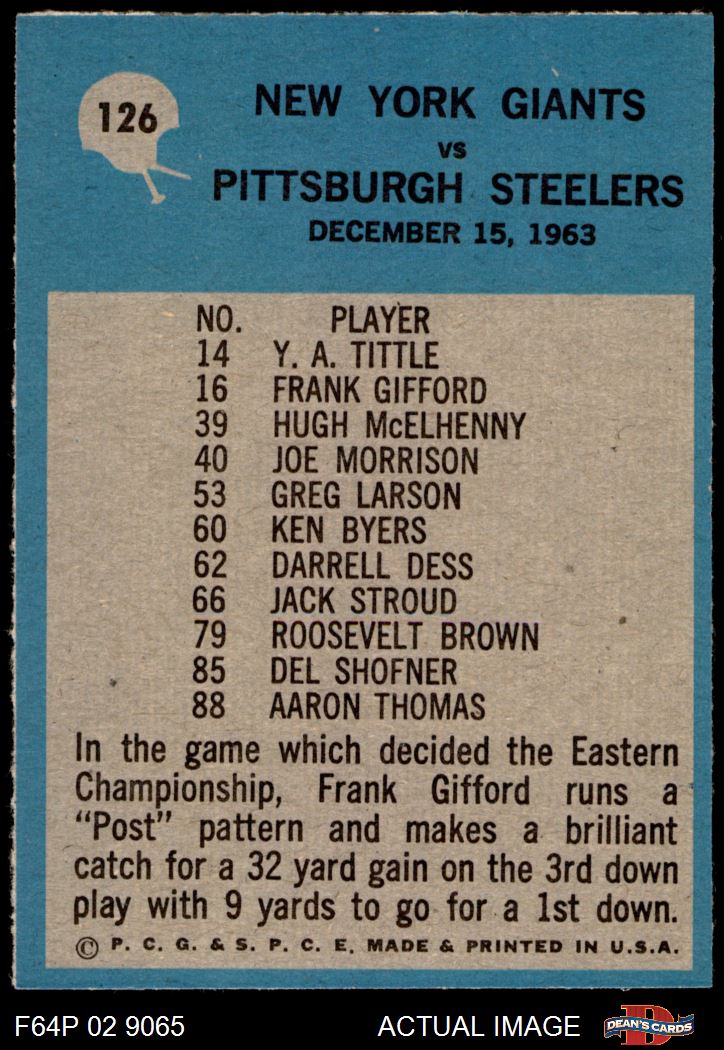 126
NEW YORK GIANTS
VS
PITTSBURGH STEELERS
DECEMBER 15, 1963
NO. PLAYER
14 Y. A. TITTLE
16 FRANK GIFFORD
39 HUGH McELHENNY
40 JOE MORRISON
53 GREG LARSON
60 KEN BYERS
62 DARRELL DESS
66 JACK STROUD
79 ROOSEVELT BROWN
85 DEL SHOFNER
88 AARON THOMAS
In the game which decided the Eastern
Championship, Frank Gifford runs a
"Post" pattern and makes a brilliant
catch for a 32 yard gain on the 3rd down
play with 9 yards to go for a 1st down.
© P. C. G. & S. P. C. E. MADE & PRINTED IN U.S.A.
F64P 02 9065 ACTUAL IMAGE DEAN'S CARDS